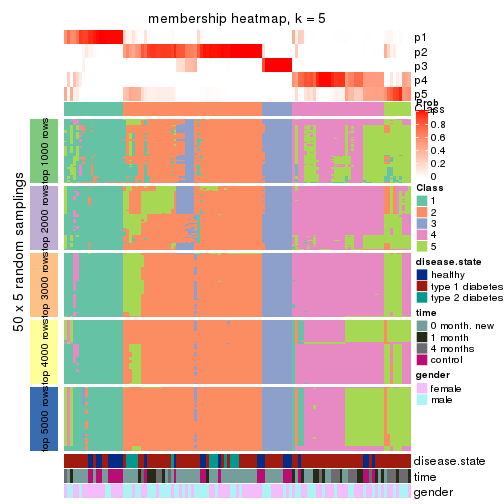 membership heatmap, k = 5
p1
p2
p3
p4
p5
Class
50 x 5 random samplings
top 1000 rows
top 2000 rows
top 3000 rows
top 4000 rows
top 5000 rows
Prob
1
0.8
0.6
0.4
0.2
0
Class
1
2
3
4
5
disease.state
healthy
type 1 diabetes
type 2 diabetes
time
0 month. new
1 month
4 months
control
gender
female
male
disease.state
time
gender